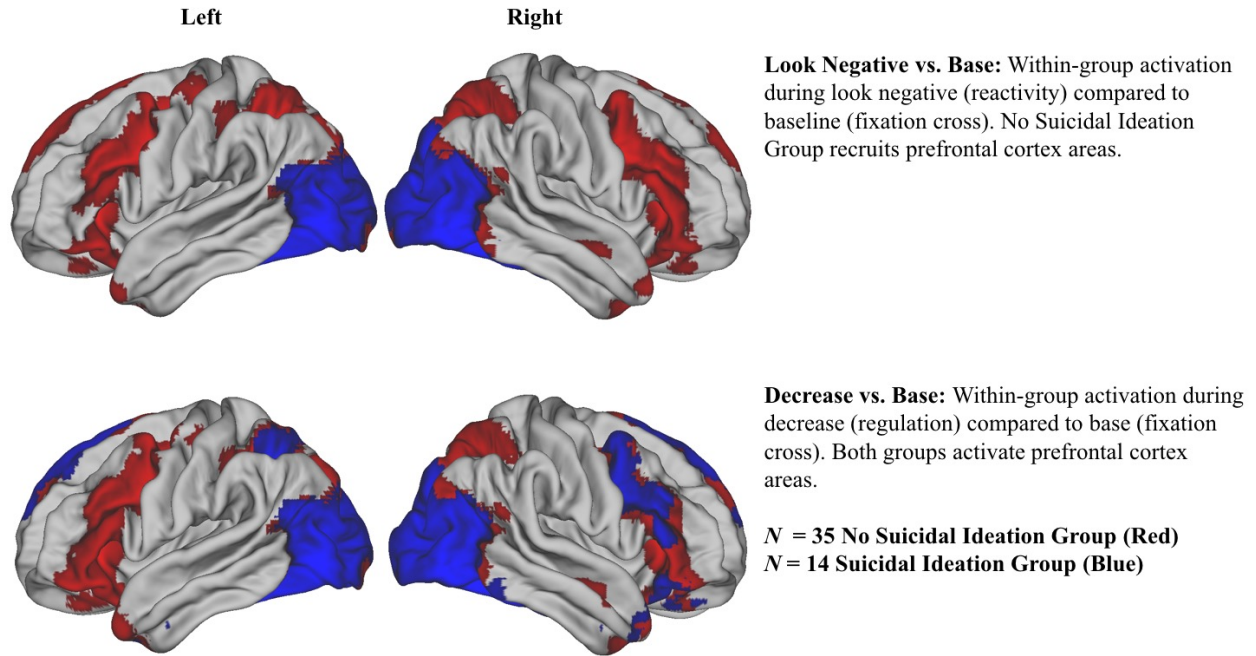 Left
Right
Look Negative vs. Base: Within-group activation
during look negative (reactivity) compared to
baseline (fixation cross). No Suicidal Ideation
Group recruits prefrontal cortex areas.
Decrease vs. Base: Within-group activation during
decrease (regulation) compared to base (fixation
cross). Both groups activate prefrontal cortex
areas.
N = 35 No Suicidal Ideation Group (Red)
N = 14 Suicidal Ideation Group (Blue)